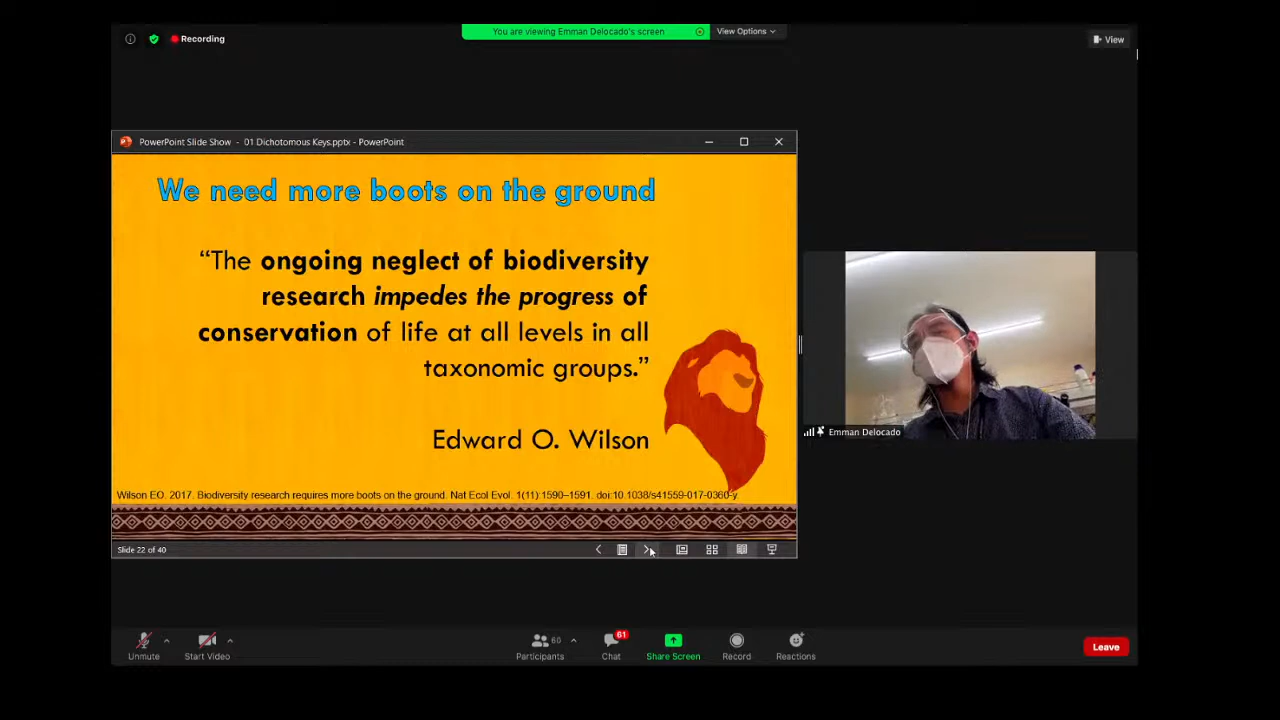 Recording
You are viewing Emman Delocado's screen
View Options
View
PowerPoint Slide Show - 01 Dichotomous Keys.pptx - PowerPoint
We need more boots on the ground
“The ongoing neglect of biodiversity
research impedes the progress of
conservation of life at all levels in all
taxonomic groups.”
Edward O. Wilson
Wilson EO. 2017. Biodiversity research requires more boots on the ground. Nat Ecol Evol. 1(11):1590–1591. doi:10.1038/s41559-017-0360-y.
Slide 22 of 40
Emman Delocado
Unmute
Start Video
60
Participants
61
Chat
Share Screen
Record
Reactions
Leave